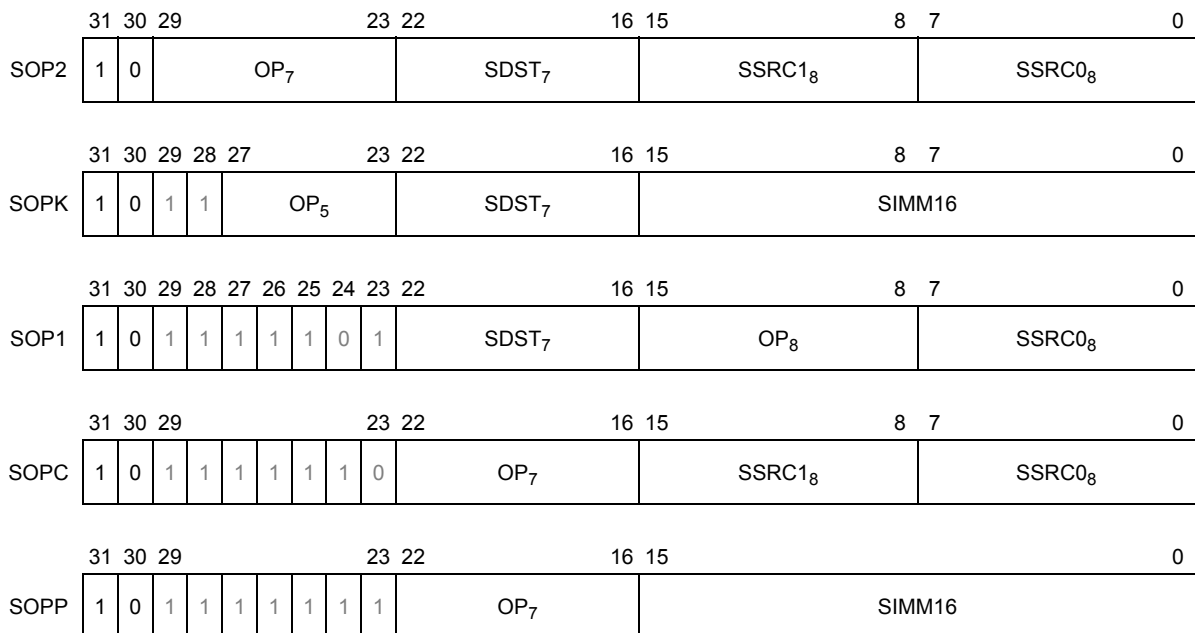 31 30 29 23 22 16 15 8 7 0
SOP2 1 0 OP7 SDST7 SSRC18 SSRC08
31 30 29 28 27 23 22 16 15 8 7 0
SOPK 1 0 1 1 OP5 SDST7 SIMM16
31 30 29 28 27 26 25 24 23 22 16 15 8 7 0
SOP1 1 0 1 1 1 1 1 0 1 SDST7 OP8 SSRC08
31 30 29 23 22 16 15 8 7 0
SOPC 1 0 1 1 1 1 1 1 0 OP7 SSRC18 SSRC08
31 30 29 23 22 16 15 0
SOPP 1 0 1 1 1 1 1 1 1 OP7 SIMM16